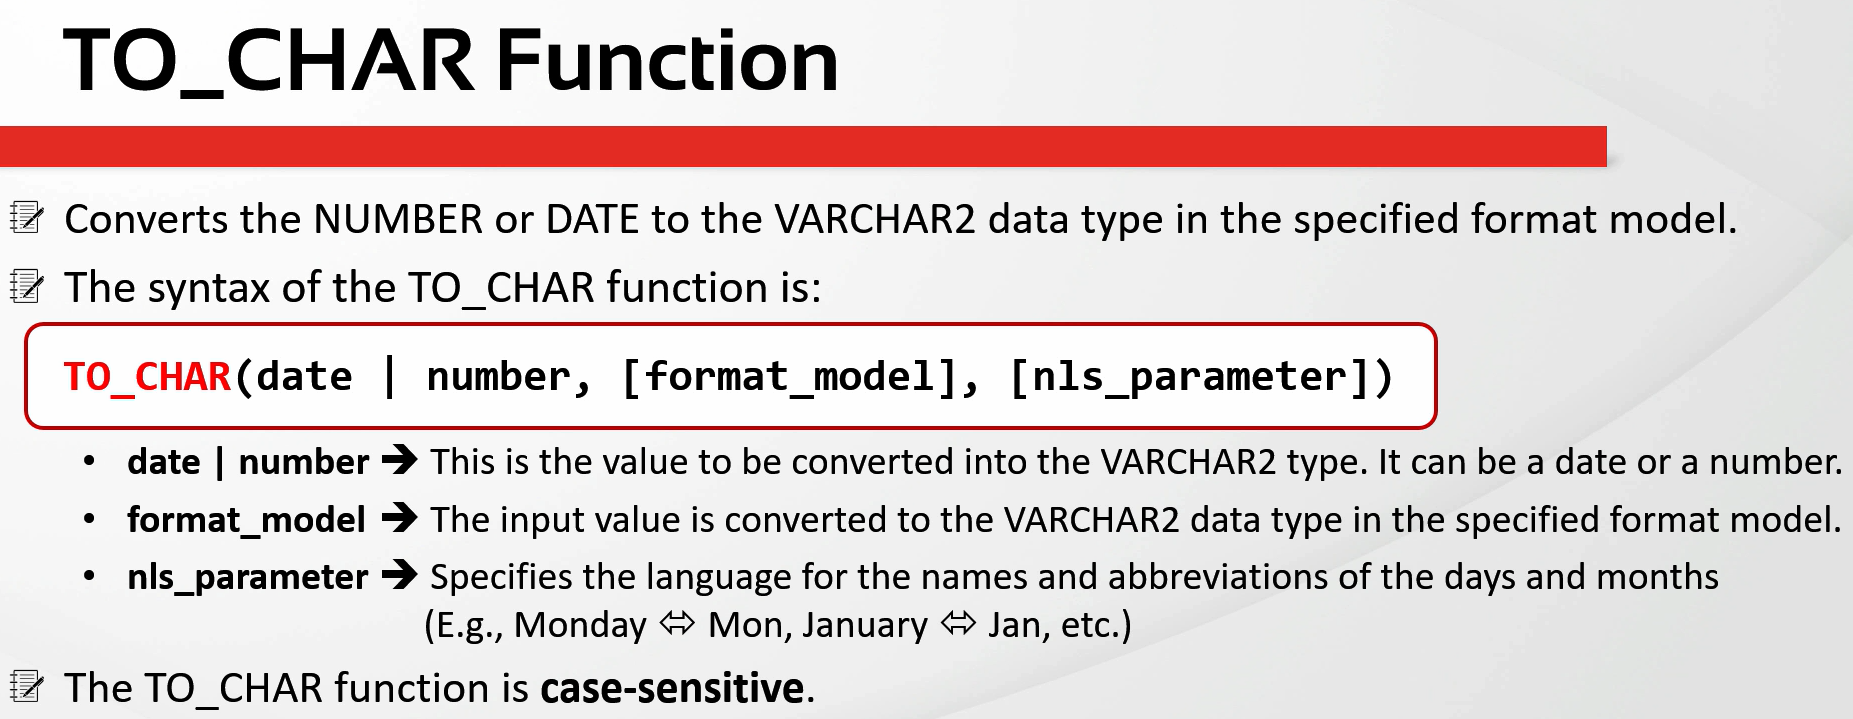 TO_CHAR Function
Converts the NUMBER or DATE to the VARCHAR2 data type in the specified format model.
The syntax of the TO_CHAR function is:
TO_CHAR(date | number, [format_model], [nls_parameter])
• date | number ➔ This is the value to be converted into the VARCHAR2 type. It can be a date or a number.
• format_model ➔ The input value is converted to the VARCHAR2 data type in the specified format model.
• nls_parameter ➔ Specifies the language for the names and abbreviations of the days and months
(E.g., Monday ⇔ Mon, January ⇔ Jan, etc.)
The TO_CHAR function is case-sensitive.